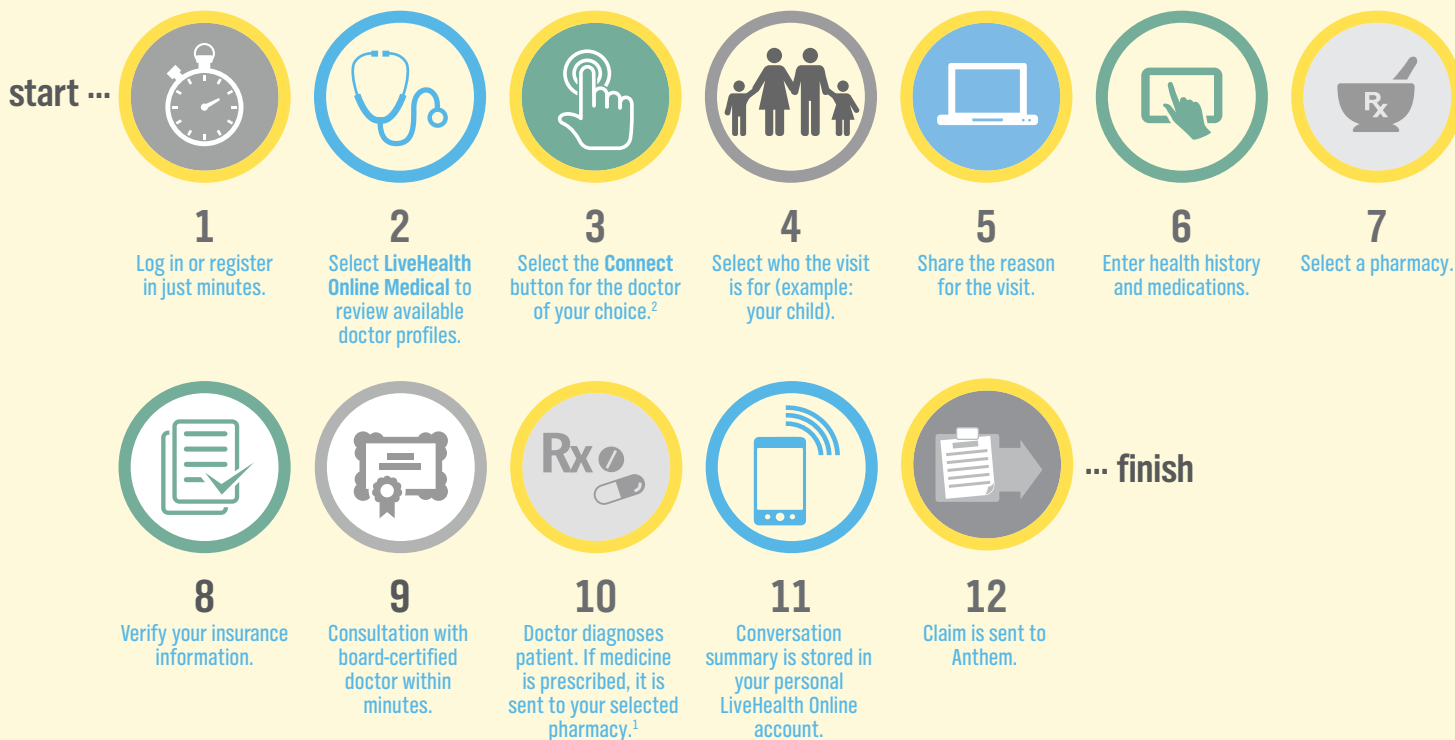 start ...
1
Log in or register
in just minutes.
2
Select LiveHealth
Online Medical to
review available
doctor profiles.
3
Select the Connect
button for the doctor
of your choice.2
4
Select who the visit
is for (example:
your child).
5
Share the reason
for the visit.
6
Enter health history
and medications.
Rx
7
Select a pharmacy.
8
Verify your insurance
information.
9
Consultation with
board-certified
doctor within
minutes.
Rx
10
Doctor diagnoses
patient. If medicine
is prescribed, it is
sent to your selected
pharmacy.1
11
Conversation
summary is stored in
your personal
LiveHealth Online
account.
12
Claim is sent to
Anthem.
... finish